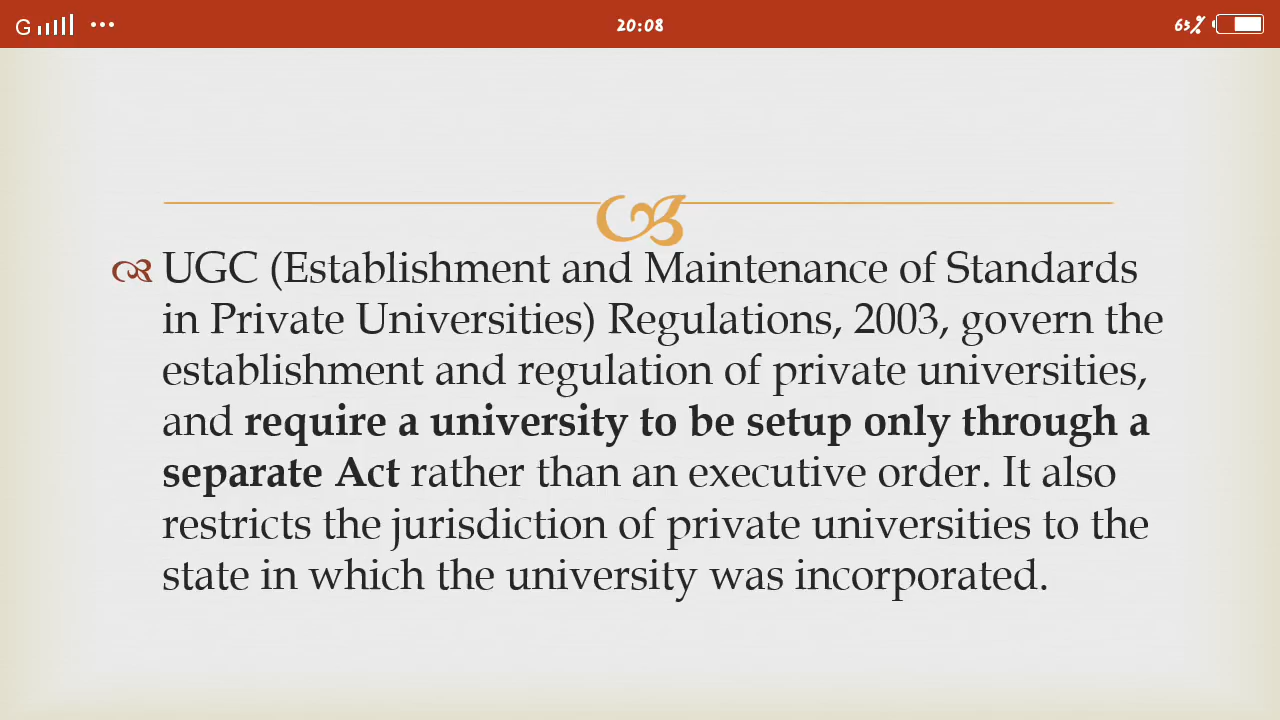 G
20:08
65%
UGC (Establishment and Maintenance of Standards
in Private Universities) Regulations, 2003, govern the
establishment and regulation of private universities,
and require a university to be setup only through a
separate Act rather than an executive order. It also
restricts the jurisdiction of private universities to the
state in which the university was incorporated.